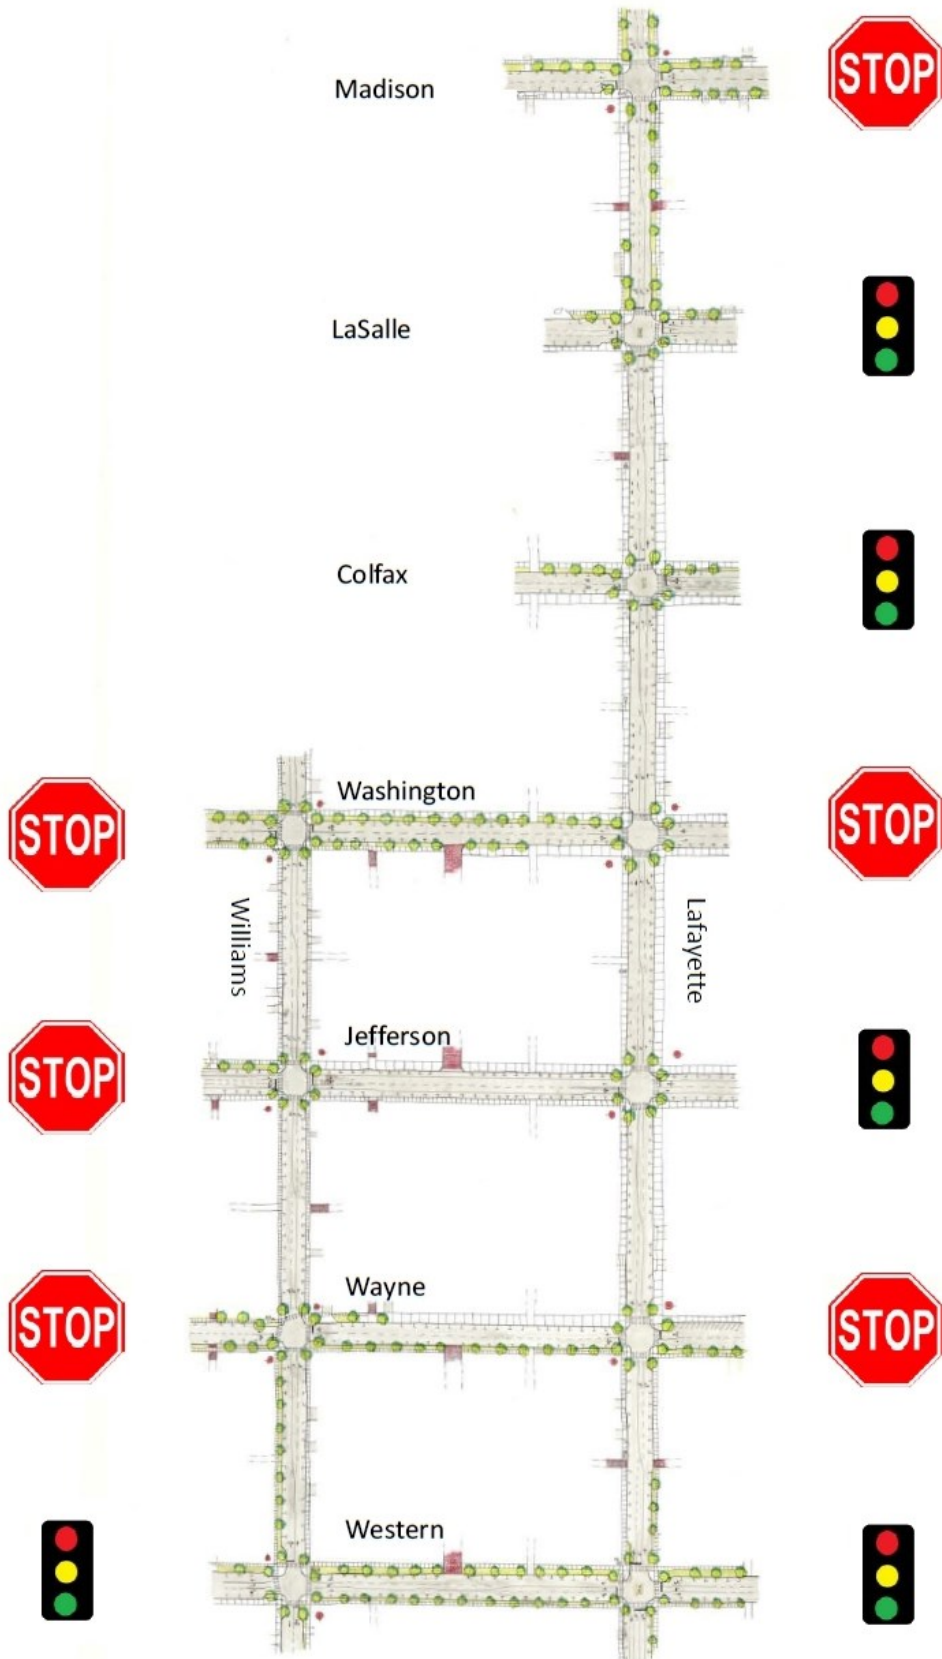 Madison
STOP
LaSalle
Colfax
STOP
Washington
STOP
Williams
Lafayette
STOP
Jefferson
STOP
Wayne
STOP
Western